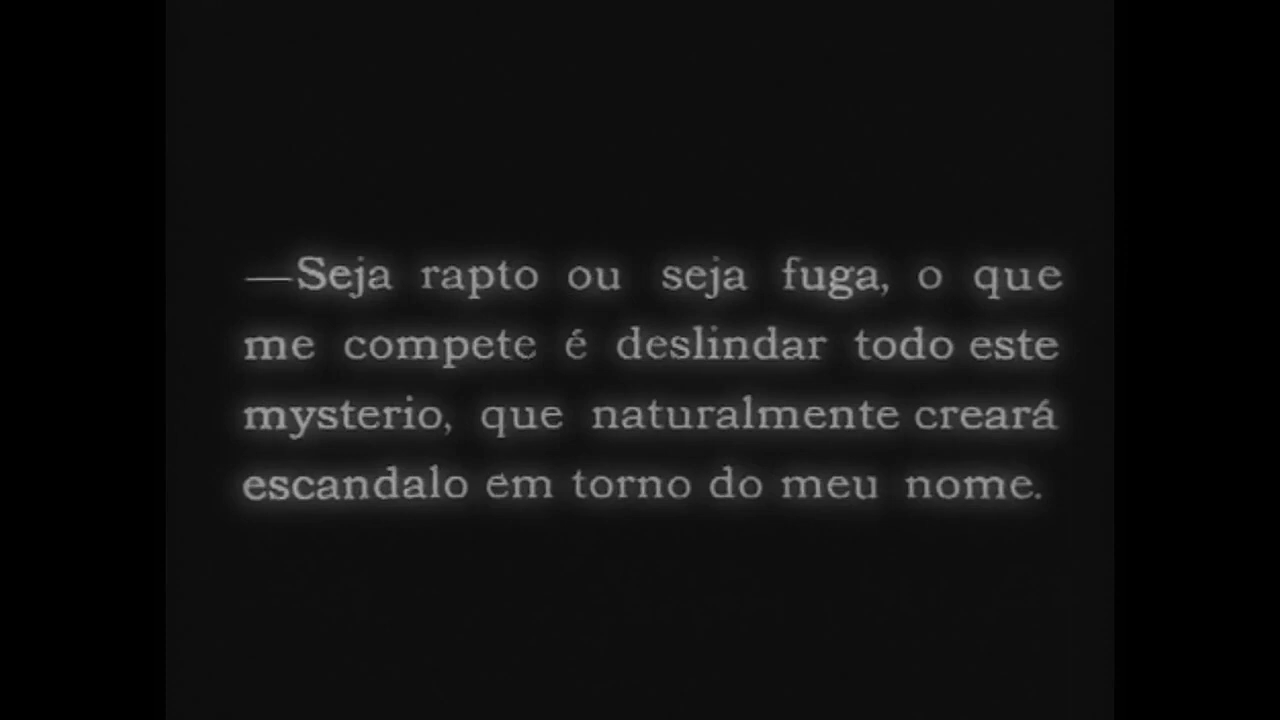 —Seja rapto ou seja fuga, o que
me compete é deslindar todo este
mysterio, que naturalmente creará
escandalo em torno do meu nome.